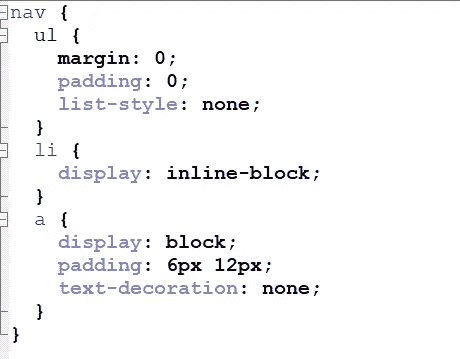 nav {
  ul {
    margin: 0;
    padding: 0;
    list-style: none;
  }
  li {
    display: inline-block;
  }
  a {
    display: block;
    padding: 6px 12px;
    text-decoration: none;
  }
}